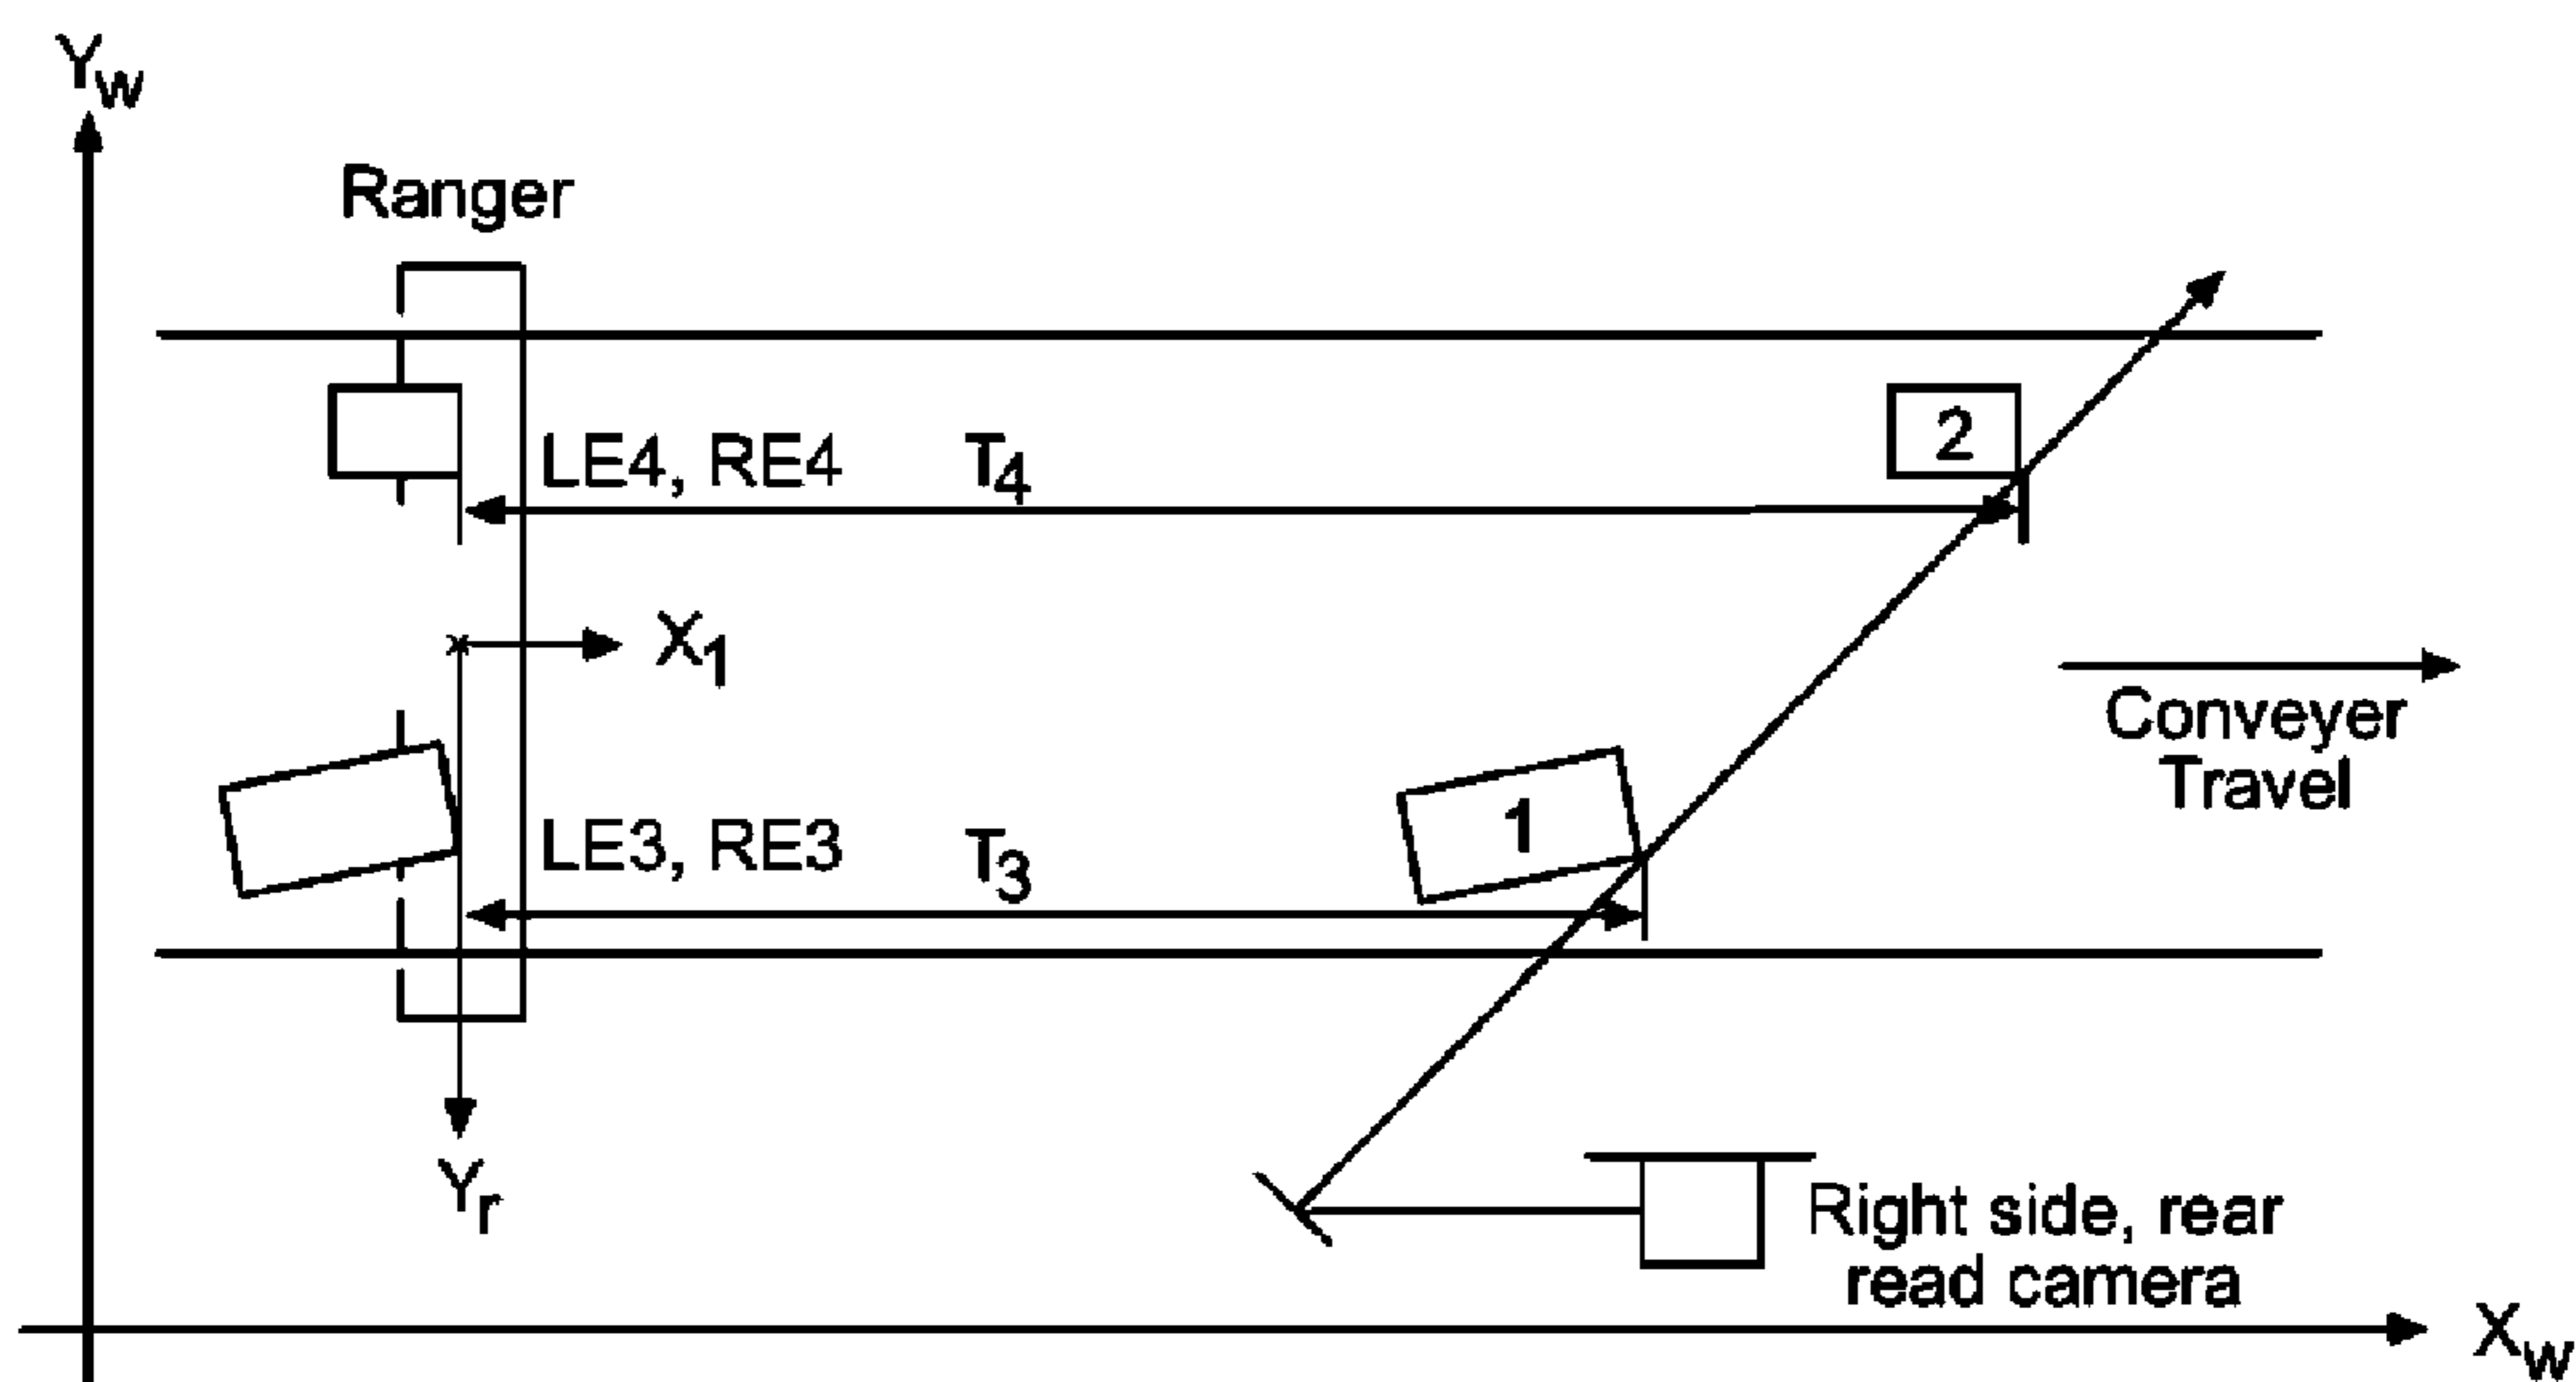 Yw
Ranger
LE4, RE4 T4
2
X1
Conveyer
Travel
LE3, RE3 T3
1
Yr
Right side, rear
read camera
Xw